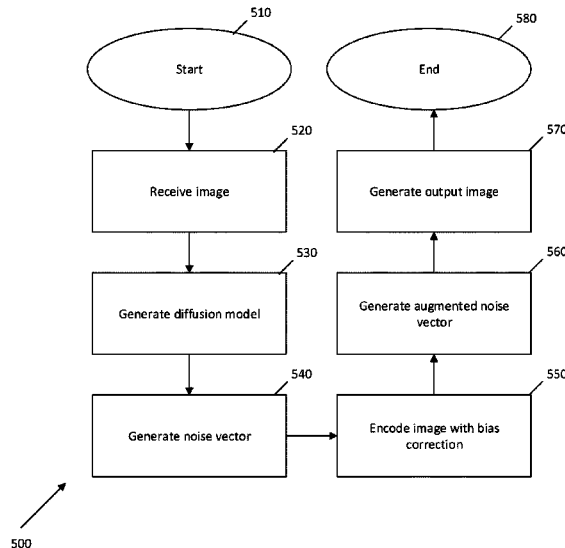 510
Start
520
Receive image
530
Generate diffusion model
540
Generate noise vector
550
Encode image with bias
correction
560
Generate augmented noise
vector
570
Generate output image
580
End
500